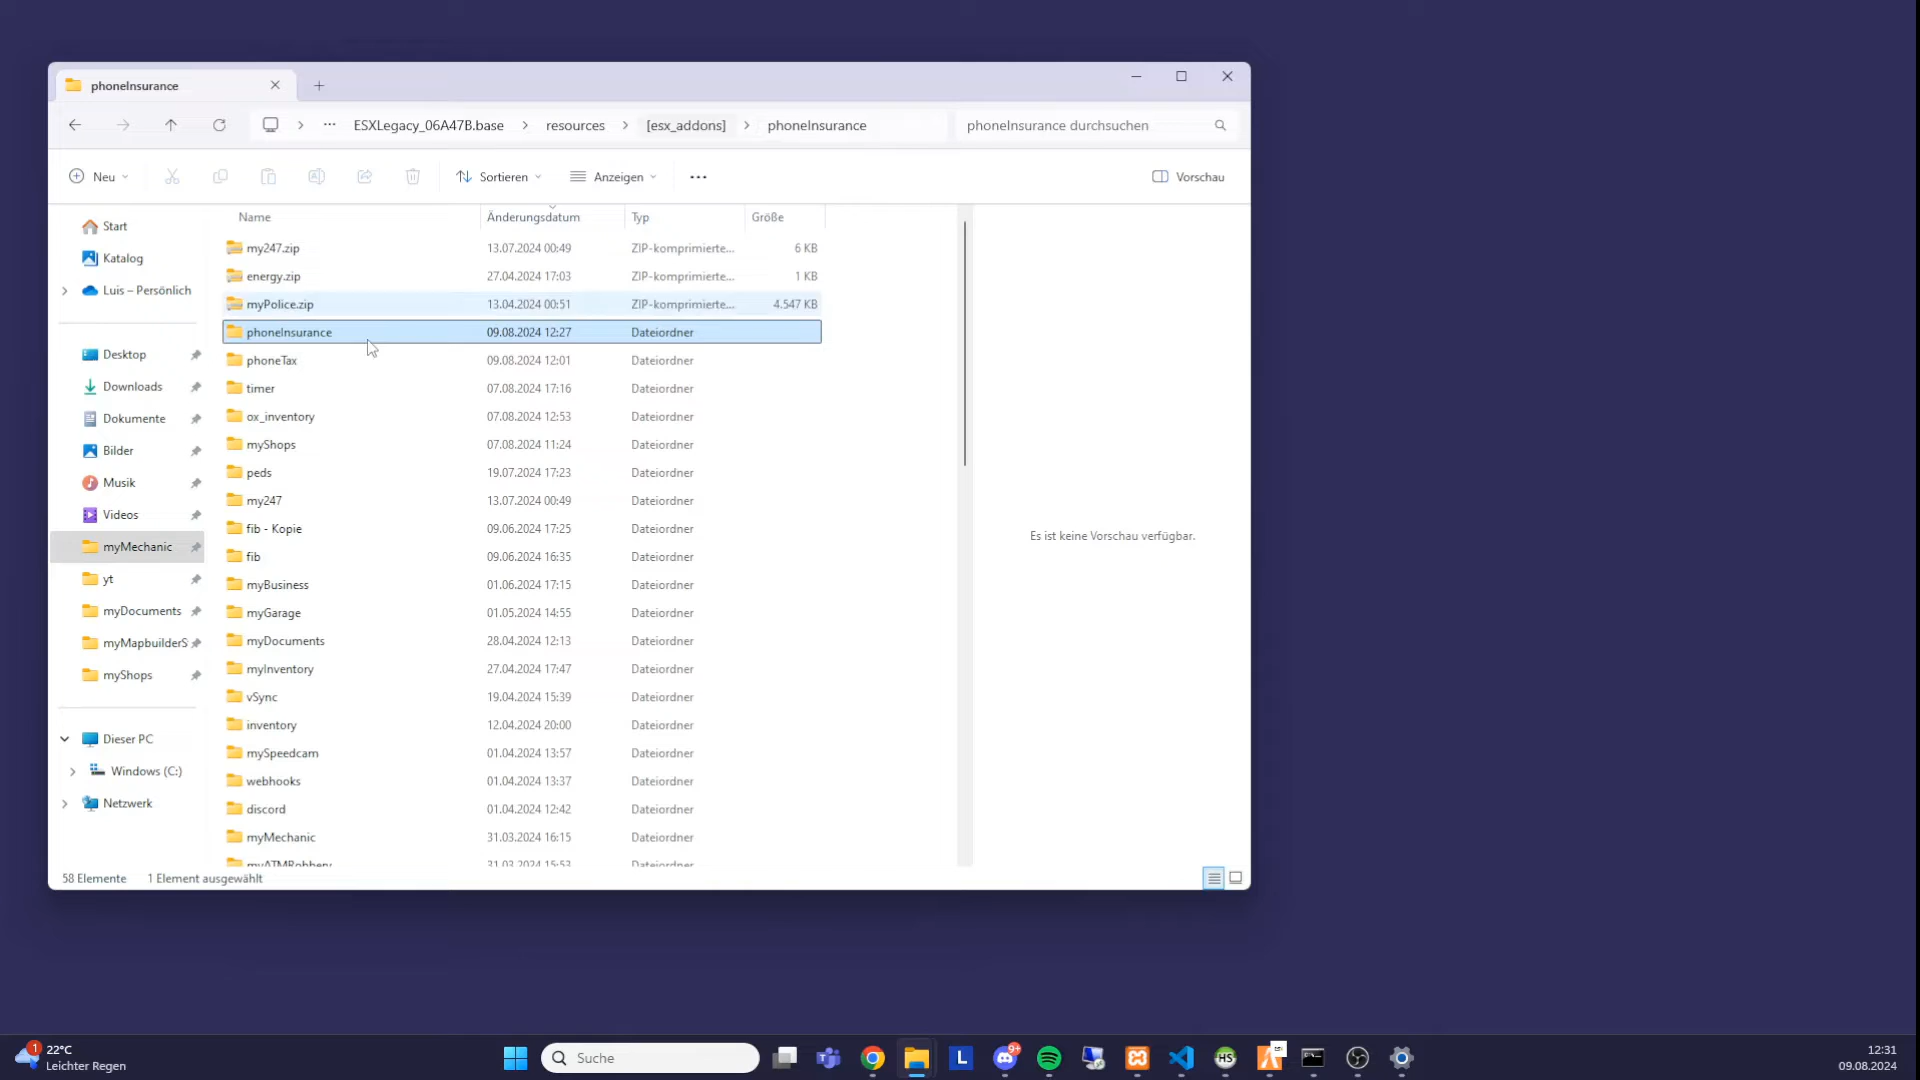 phoneInsurance
ESXLegacy_06A47B.base
resources
[esx_addons]
phoneInsurance
phoneInsurance durchsuchen
Neu
Sortieren
Anzeigen
Vorschau
Start
Katalog
Luis – Persönlich
Desktop
Downloads
Dokumente
Bilder
Musik
Videos
myMechanic
yt
myDocuments
myMapbuilderS
myShops
Dieser PC
Windows (C:)
Netzwerk
Name Änderungsdatum Typ Größe
my247.zip 13.07.2024 00:49 ZIP-komprimierte... 6 KB
energy.zip 27.04.2024 17:03 ZIP-komprimierte... 1 KB
myPolice.zip 13.04.2024 00:51 ZIP-komprimierte... 4.547 KB
phoneInsurance 09.08.2024 12:27 Dateiordner
phoneTax 09.08.2024 12:01 Dateiordner
timer 07.08.2024 17:16 Dateiordner
ox_inventory 07.08.2024 12:53 Dateiordner
myShops 07.08.2024 11:24 Dateiordner
peds 19.07.2024 17:23 Dateiordner
my247 13.07.2024 00:49 Dateiordner
fib - Kopie 09.06.2024 17:25 Dateiordner
fib 09.06.2024 16:35 Dateiordner
myBusiness 01.06.2024 17:15 Dateiordner
myGarage 01.05.2024 14:55 Dateiordner
myDocuments 28.04.2024 12:13 Dateiordner
myInventory 27.04.2024 17:47 Dateiordner
vSync 19.04.2024 15:39 Dateiordner
inventory 12.04.2024 20:00 Dateiordner
mySpeedcam 01.04.2024 13:57 Dateiordner
webhooks 01.04.2024 13:37 Dateiordner
discord 01.04.2024 12:42 Dateiordner
myMechanic 31.03.2024 16:15 Dateiordner
myATMRobbery 31.03.2024 15:53 Dateiordner
Es ist keine Vorschau verfügbar.
58 Elemente 1 Element ausgewählt
1
22°C
Leichter Regen
Suche
L
9+
HS
12:31
09.08.2024